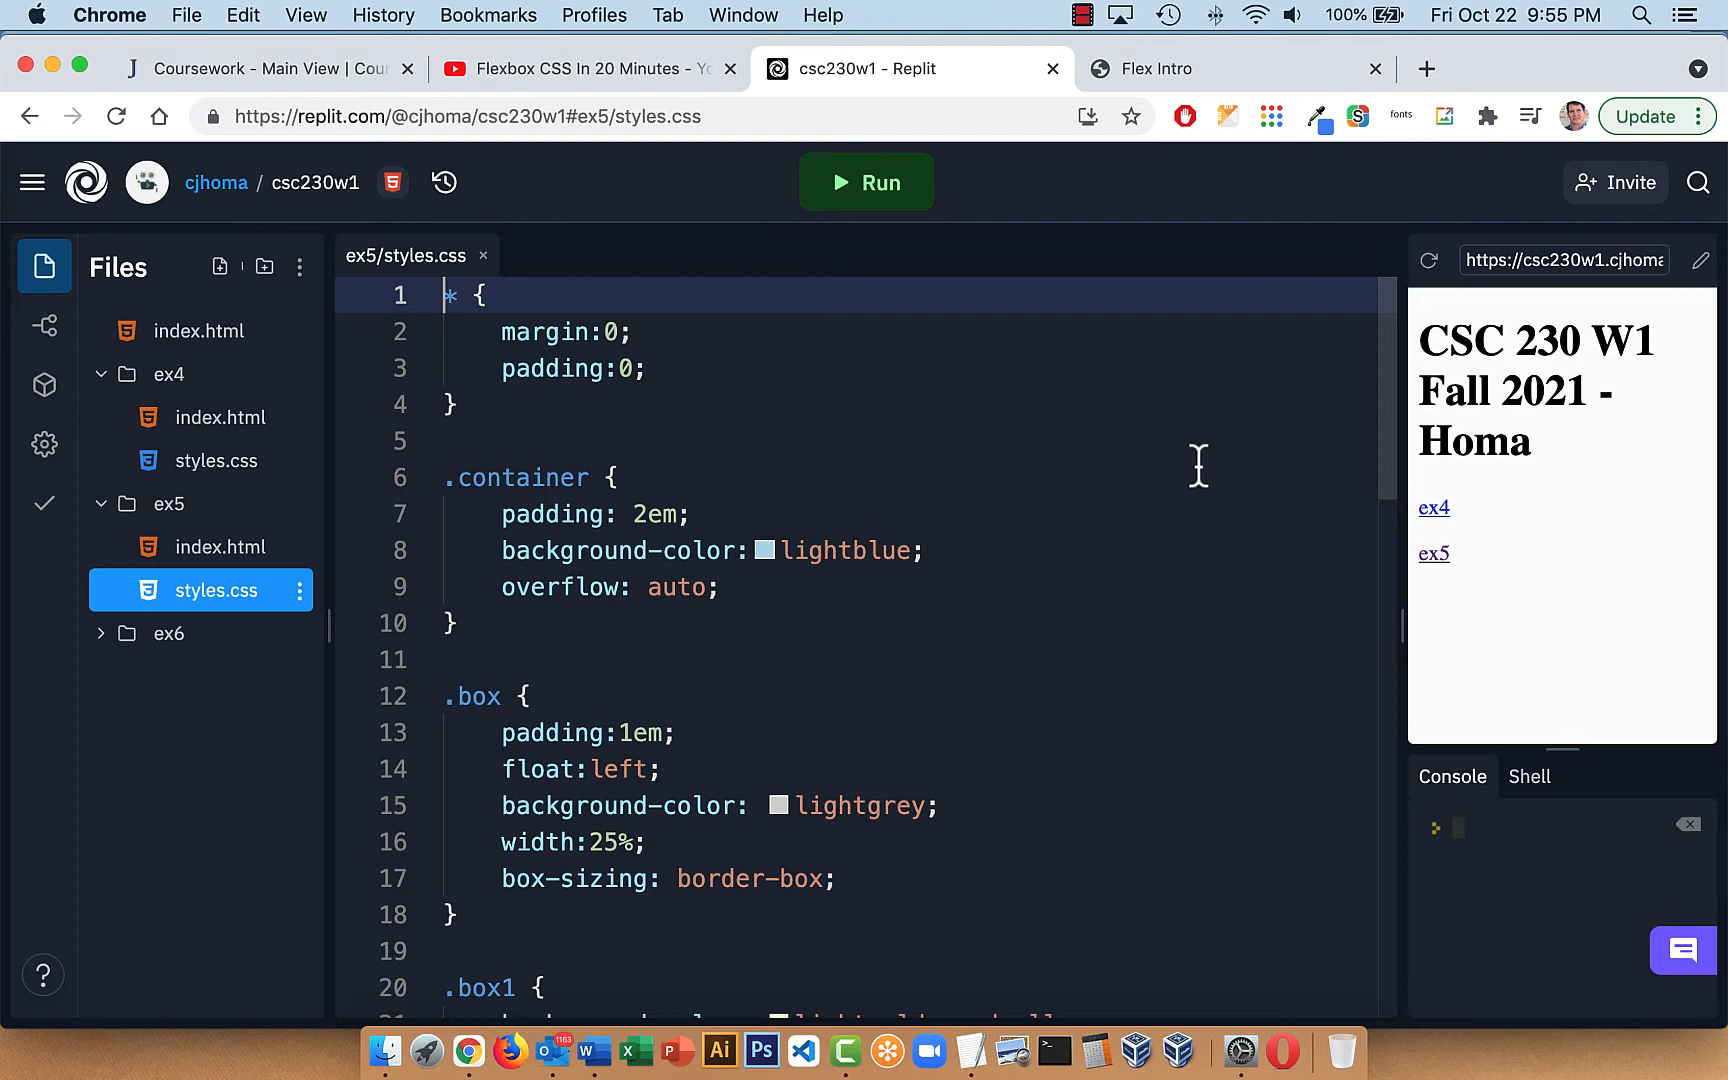 Chrome File Edit View History Bookmarks Profiles Tab Window Help 100% Fri Oct 22 9:55 PM
Coursework - Main View | Cour Flexbox CSS In 20 Minutes - Yo csc230w1 - Replit Flex Intro
https://replit.com/@cjhoma/csc230w1#ex5/styles.css fonts Update
cjhoma / csc230w1 Run Invite
Files
index.html
ex4
index.html
styles.css
ex5
index.html
styles.css
ex6
ex5/styles.css
1 * {
2 margin:0;
3 padding:0;
4 }
5
6 .container {
7 padding: 2em;
8 background-color: lightblue;
9 overflow: auto;
10 }
11
12 .box {
13 padding:1em;
14 float:left;
15 background-color: lightgrey;
16 width:25%;
17 box-sizing: border-box;
18 }
19
20 .box1 {
https://csc230w1.cjhoma
CSC 230 W1
Fall 2021 -
Homa
ex4
ex5
Console Shell
1163
Ai Ps